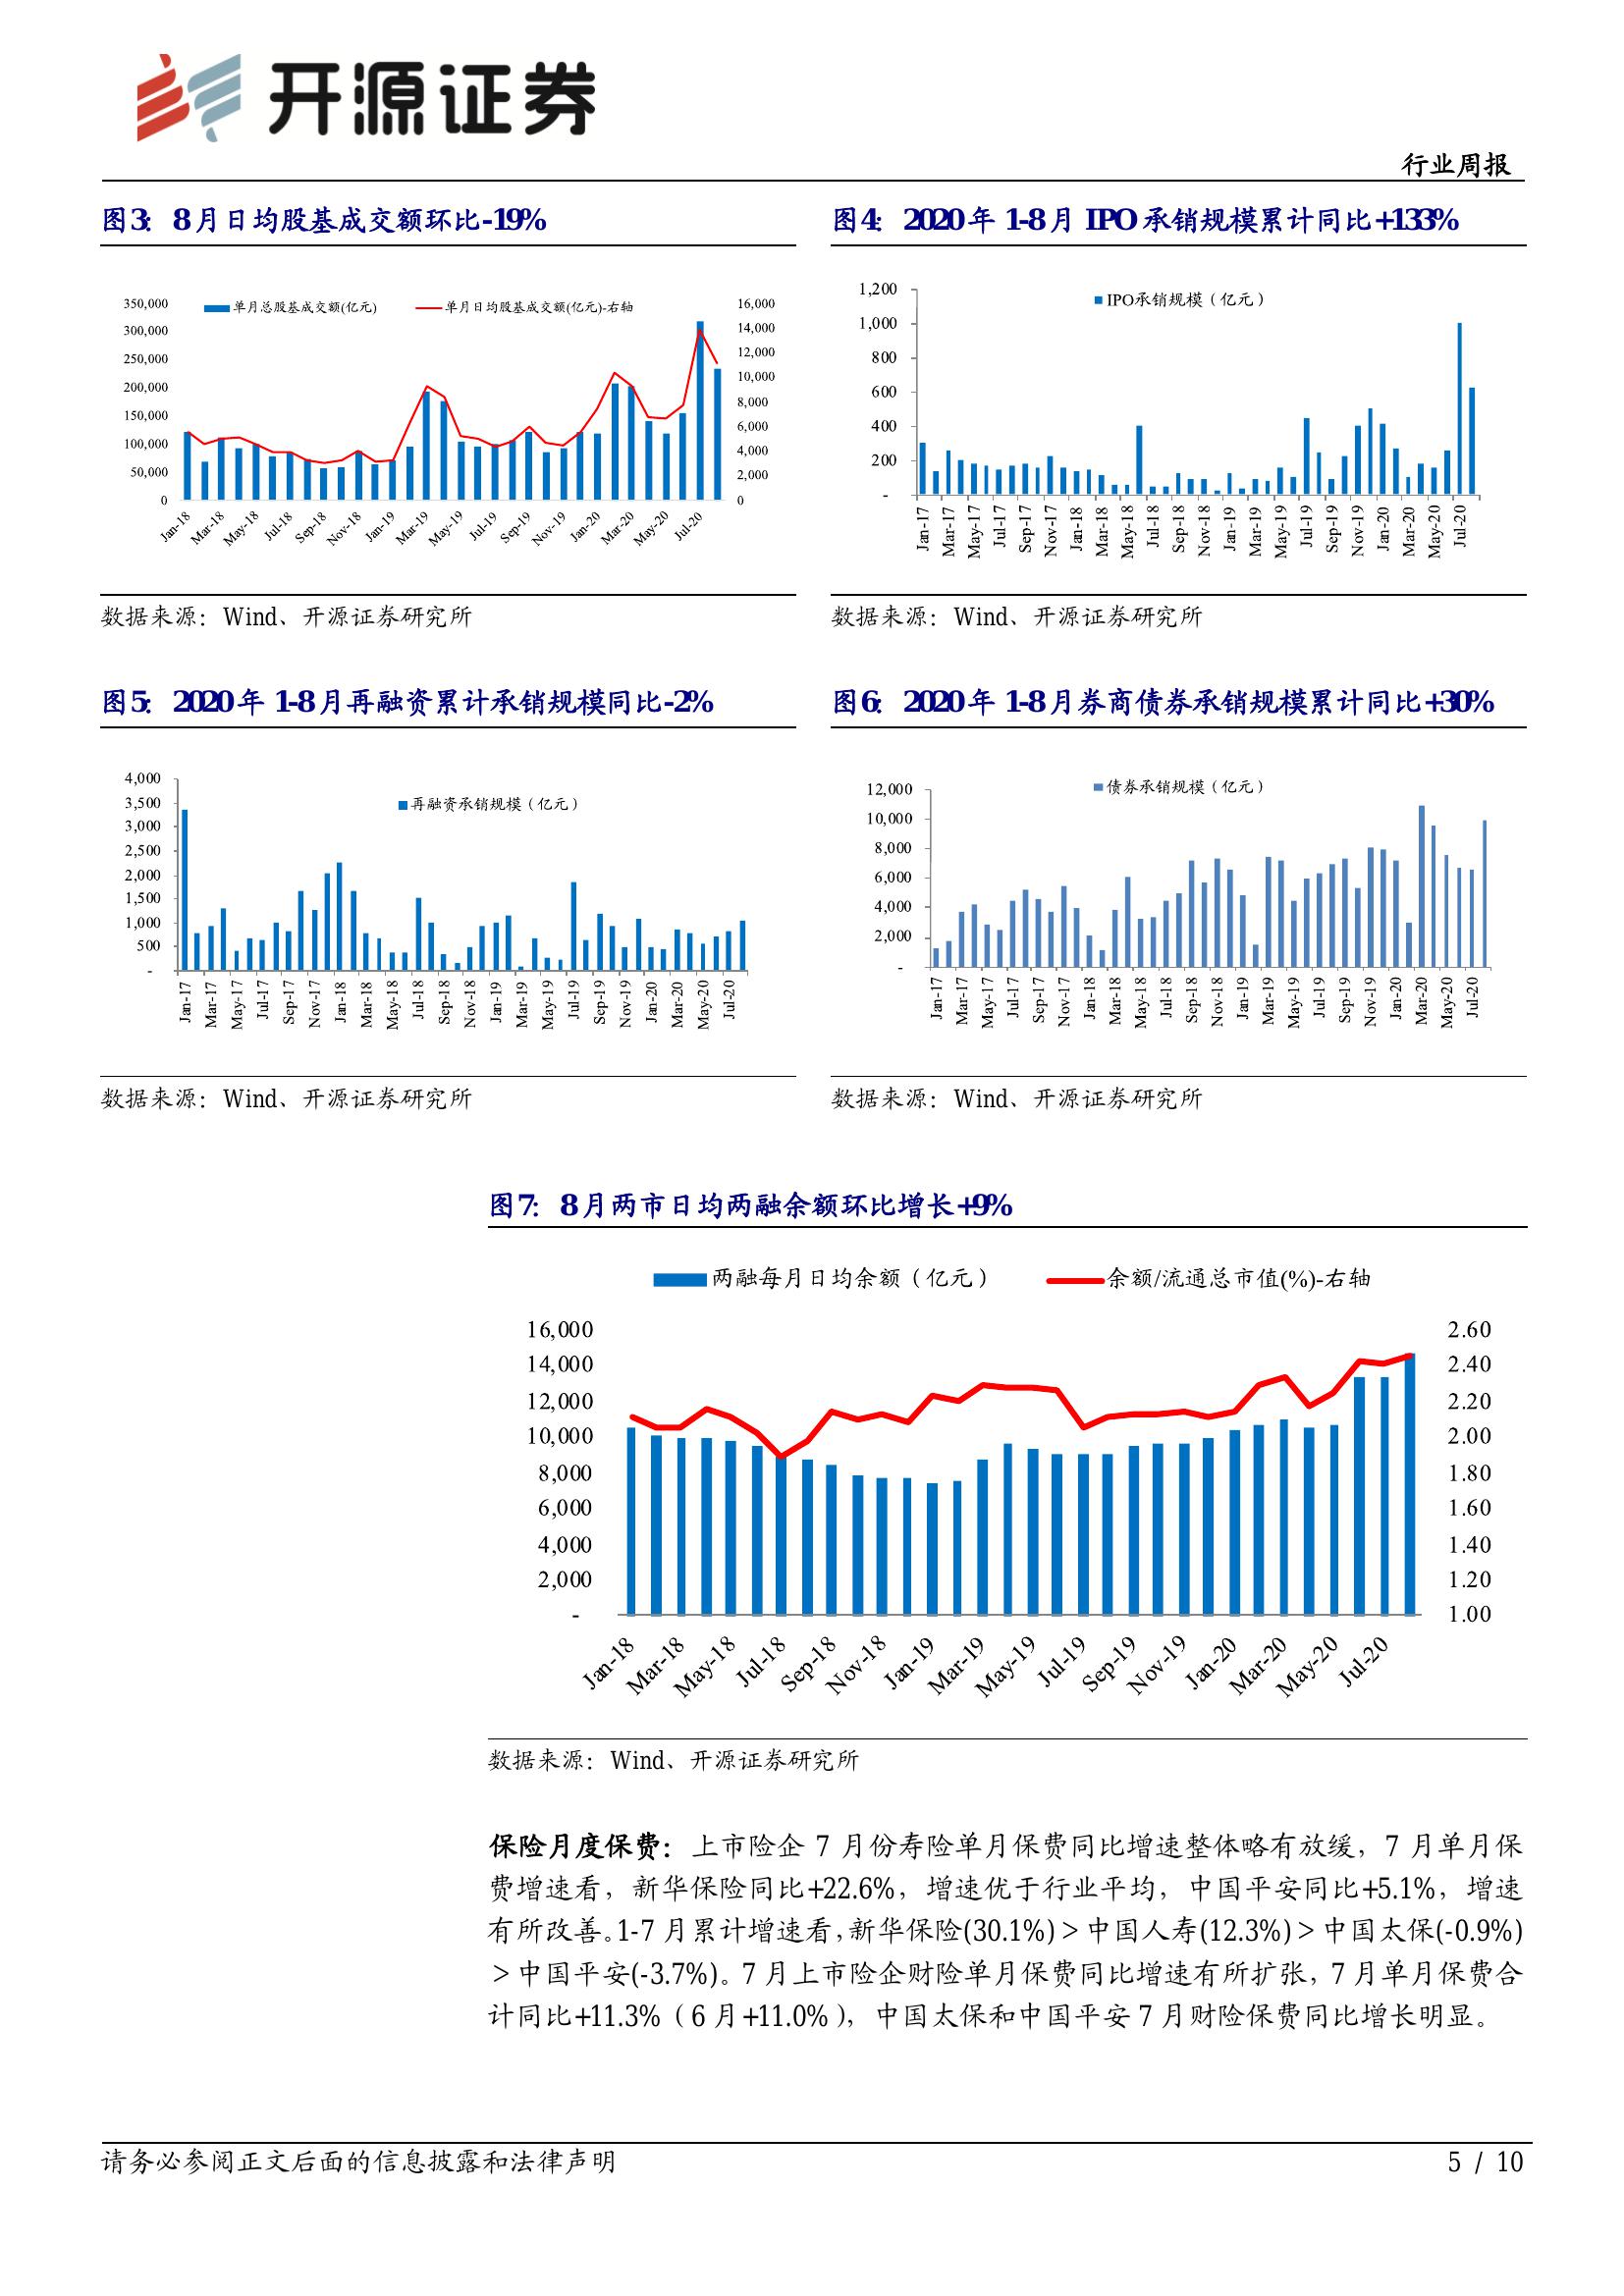 开源证券
行业周报
图3：8月日均股基成交额环比-19%
350,000
300,000
250,000
200,000
150,000
100,000
50,000
0
单月总股基成交额(亿元)
单月日均股基成交额(亿元)-右轴
16,000
14,000
12,000
10,000
8,000
6,000
4,000
2,000
0
Jan-18 Mar-18 May-18 Jul-18 Sep-18 Nov-18 Jan-19 Mar-19 May-19 Jul-19 Sep-19 Nov-19 Jan-20 Mar-20 May-20 Jul-20
数据来源：Wind、开源证券研究所
图4：2020年1-8月IPO承销规模累计同比+133%
IPO承销规模（亿元）
1,200
1,000
800
600
400
200
-
Jan-17 Mar-17 May-17 Jul-17 Sep-17 Nov-17 Jan-18 Mar-18 May-18 Jul-18 Sep-18 Nov-18 Jan-19 Mar-19 May-19 Jul-19 Sep-19 Nov-19 Jan-20 Mar-20 May-20 Jul-20
数据来源：Wind、开源证券研究所
图5：2020年1-8月再融资累计承销规模同比-2%
再融资承销规模（亿元）
4,000
3,500
3,000
2,500
2,000
1,500
1,000
500
-
Jan-17 Mar-17 May-17 Jul-17 Sep-17 Nov-17 Jan-18 Mar-18 May-18 Jul-18 Sep-18 Nov-18 Jan-19 Mar-19 May-19 Jul-19 Sep-19 Nov-19 Jan-20 Mar-20 May-20 Jul-20
数据来源：Wind、开源证券研究所
图6：2020年1-8月券商债券承销规模累计同比+30%
债券承销规模（亿元）
12,000
10,000
8,000
6,000
4,000
2,000
-
Jan-17 Mar-17 May-17 Jul-17 Sep-17 Nov-17 Jan-18 Mar-18 May-18 Jul-18 Sep-18 Nov-18 Jan-19 Mar-19 May-19 Jul-19 Sep-19 Nov-19 Jan-20 Mar-20 May-20 Jul-20
数据来源：Wind、开源证券研究所
图7：8月两市日均两融余额环比增长+9%
两融每月日均余额（亿元）
余额/流通总市值(%)-右轴
16,000
14,000
12,000
10,000
8,000
6,000
4,000
2,000
-
2.60
2.40
2.20
2.00
1.80
1.60
1.40
1.20
1.00
Jan-18 Mar-18 May-18 Jul-18 Sep-18 Nov-18 Jan-19 Mar-19 May-19 Jul-19 Sep-19 Nov-19 Jan-20 Mar-20 May-20 Jul-20
数据来源：Wind、开源证券研究所
保险月度保费：上市险企7月份寿险单月保费同比增速整体略有放缓，7月单月保
费增速看，新华保险同比+22.6%，增速优于行业平均，中国平安同比+5.1%，增速
有所改善。1-7月累计增速看，新华保险(30.1%)＞中国人寿(12.3%)＞中国太保(-0.9%)
＞中国平安(-3.7%)。7月上市险企财险单月保费同比增速有所扩张，7月单月保费合
计同比+11.3%（6月+11.0%），中国太保和中国平安7月财险保费同比增长明显。
请务必参阅正文后面的信息披露和法律声明
5 / 10